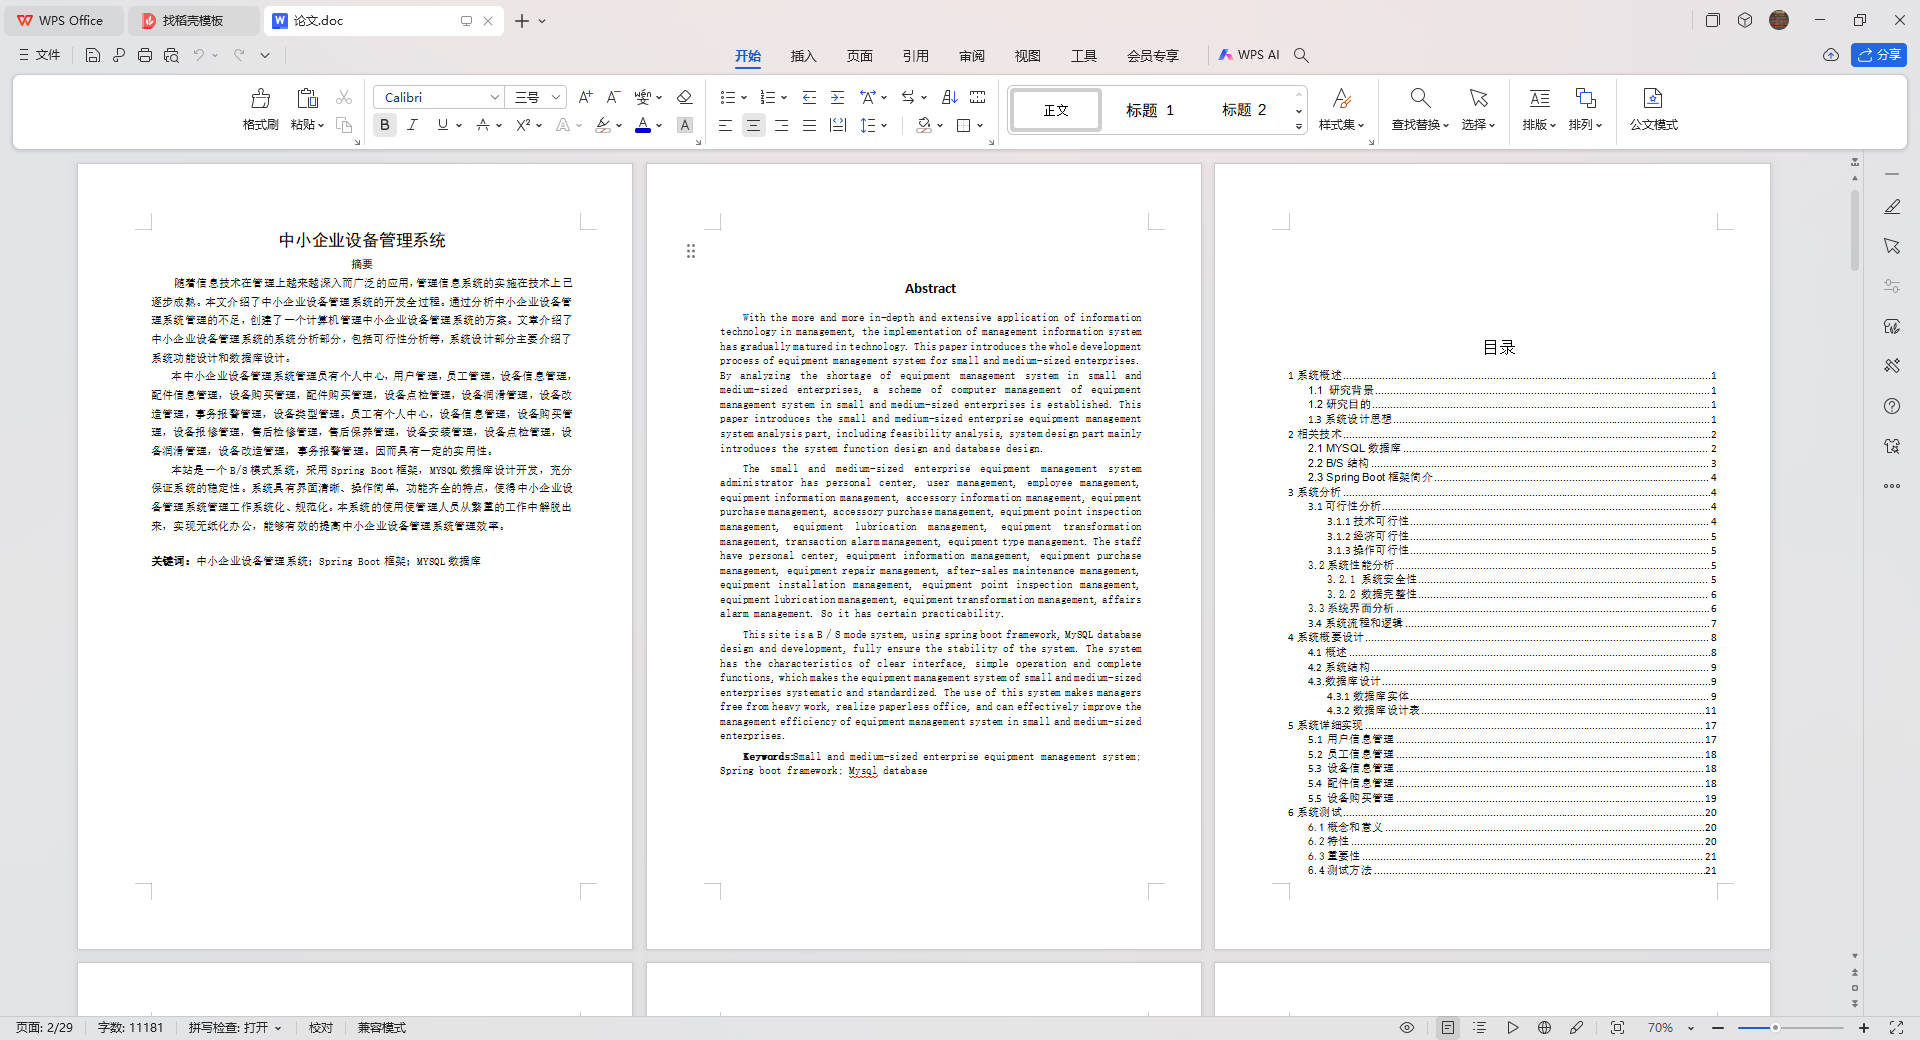 WPS Office
找稻壳模板
论文.doc
文件
开始
插入
页面
引用
审阅
视图
工具
会员专享
WPS AI
分享
格式刷
粘贴
Calibri
三号
正文
标题 1
标题 2
样式集
查找替换
选择
排版
排列
公文模式
中小企业设备管理系统
摘要
随着信息技术在管理上越来越深入而广泛的应用,管理信息系统的实施在技术上已
逐步成熟。本文介绍了中小企业设备管理系统的开发全过程。通过分析中小企业设备管
理系统管理的不足,创建了一个计算机管理中小企业设备管理系统的方案。文章介绍了
中小企业设备管理系统的系统分析部分,包括可行性分析等,系统设计部分主要介绍了
系统功能设计和数据库设计。
本中小企业设备管理系统管理员有个人中心,用户管理,员工管理,设备信息管理,
配件信息管理,设备购买管理,配件购买管理,设备点检管理,设备润滑管理,设备改
造管理,事务报警管理,设备类型管理。员工有个人中心,设备信息管理,设备购买管
理,设备报修管理,售后检修管理,售后保养管理,设备安装管理,设备点检管理,设
备润滑管理,设备改造管理,事务报警管理。因而具有一定的实用性。
本站是一个B/S模式系统,采用Spring Boot框架,MYSQL数据库设计开发,充分
保证系统的稳定性。系统具有界面清晰、操作简单,功能齐全的特点,使得中小企业设
备管理系统管理工作系统化、规范化。本系统的使用使管理人员从繁重的工作中解脱出
来,实现无纸化办公,能够有效的提高中小企业设备管理系统管理效率。
关键词:中小企业设备管理系统;Spring Boot框架;MYSQL数据库
Abstract
With the more and more in-depth and extensive application of information
technology in management, the implementation of management information system
has gradually matured in technology. This paper introduces the whole development
process of equipment management system for small and medium-sized enterprises.
By analyzing the shortage of equipment management system in small and
medium-sized enterprises, a scheme of computer management of equipment
management system in small and medium-sized enterprises is established. This
paper introduces the small and medium-sized enterprise equipment management
system analysis part, including feasibility analysis, system design part mainly
introduces the system function design and database design.
The small and medium-sized enterprise equipment management system
administrator has personal center, user management, employee management,
equipment information management, accessory information management, equipment
purchase management, accessory purchase management, equipment point inspection
management, equipment lubrication management, equipment transformation
management, transaction alarm management, equipment type management. The staff
have personal center, equipment information management, equipment purchase
management, equipment repair management, after-sales maintenance management,
equipment installation management, equipment point inspection management,
equipment lubrication management, equipment transformation management, affairs
alarm management. So it has certain practicability.
This site is a B / S mode system, using spring boot framework, MySQL database
design and development, fully ensure the stability of the system. The system
has the characteristics of clear interface, simple operation and complete
functions, which makes the equipment management system of small and medium-sized
enterprises systematic and standardized. The use of this system makes managers
free from heavy work, realize paperless office, and can effectively improve the
management efficiency of equipment management system in small and medium-sized
enterprises.
Keywords:Small and medium-sized enterprise equipment management system;
Spring boot framework; Mysql database
目录
1 系统概述 1
1.1 研究背景 1
1.2 研究目的 1
1.3 系统设计思想 1
2 相关技术 2
2.1 MYSQL 数据库 2
2.2 B/S 结构 3
2.3 Spring Boot 框架简介 4
3 系统分析 4
3.1 可行性分析 4
3.1.1 技术可行性 4
3.1.2 经济可行性 5
3.1.3 操作可行性 5
3.2 系统性能分析 5
3.2.1 系统安全性 5
3.2.2 数据完整性 6
3.3 系统界面分析 6
3.4 系统流程和逻辑 7
4 系统概要设计 8
4.1 概述 8
4.2 系统结构 9
4.3.数据库设计 9
4.3.1 数据库实体 9
4.3.2 数据库设计表 11
5 系统详细实现 17
5.1 用户信息管理 17
5.2 员工信息管理 18
5.3 设备信息管理 18
5.4 配件信息管理 18
5.5 设备购买管理 19
6 系统测试 20
6.1 概念和意义 20
6.2 特性 20
6.3 重要性 21
6.4 测试方法 21
页面: 2/29
字数: 11181
拼写检查: 打开
校对
兼容模式
70%